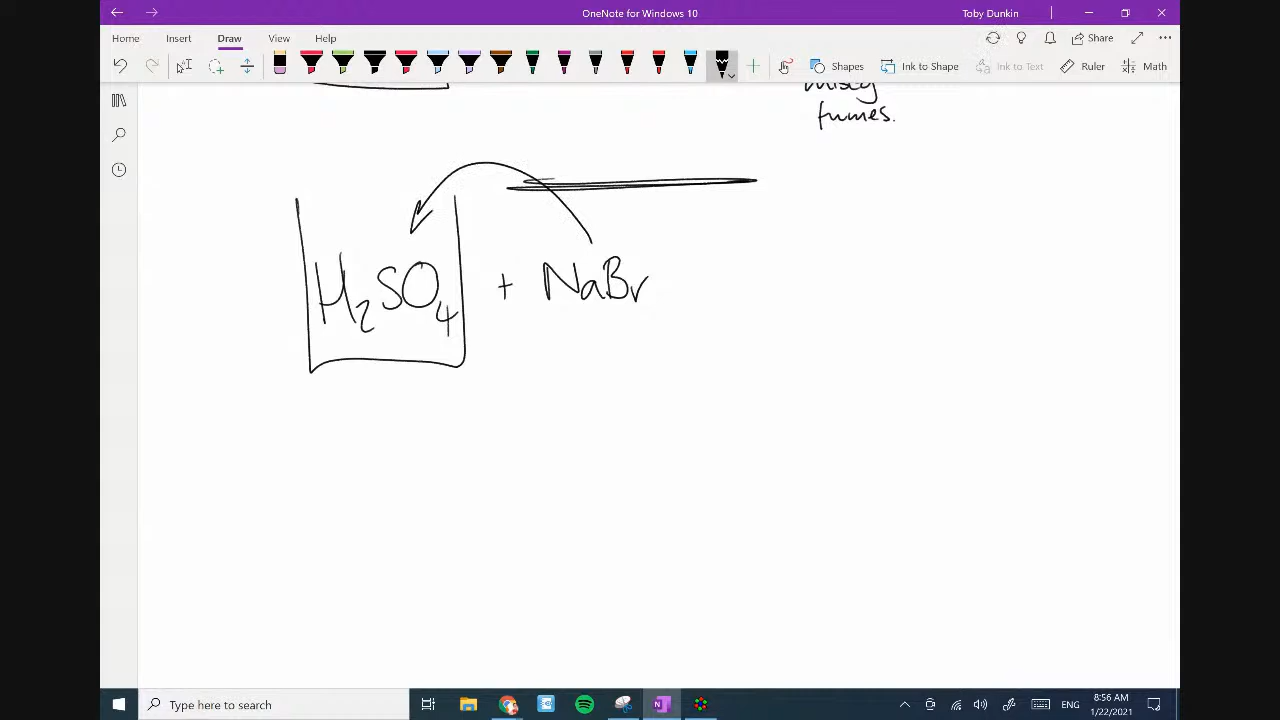 OneNote for Windows 10
Toby Dunkin
Home Insert Draw View Help
Share
Shapes Ink to Shape Ink to Text Ruler Math
misty
fumes.
H₂SO₄ + NaBr
Type here to search
ENG
8:56 AM
1/22/2021